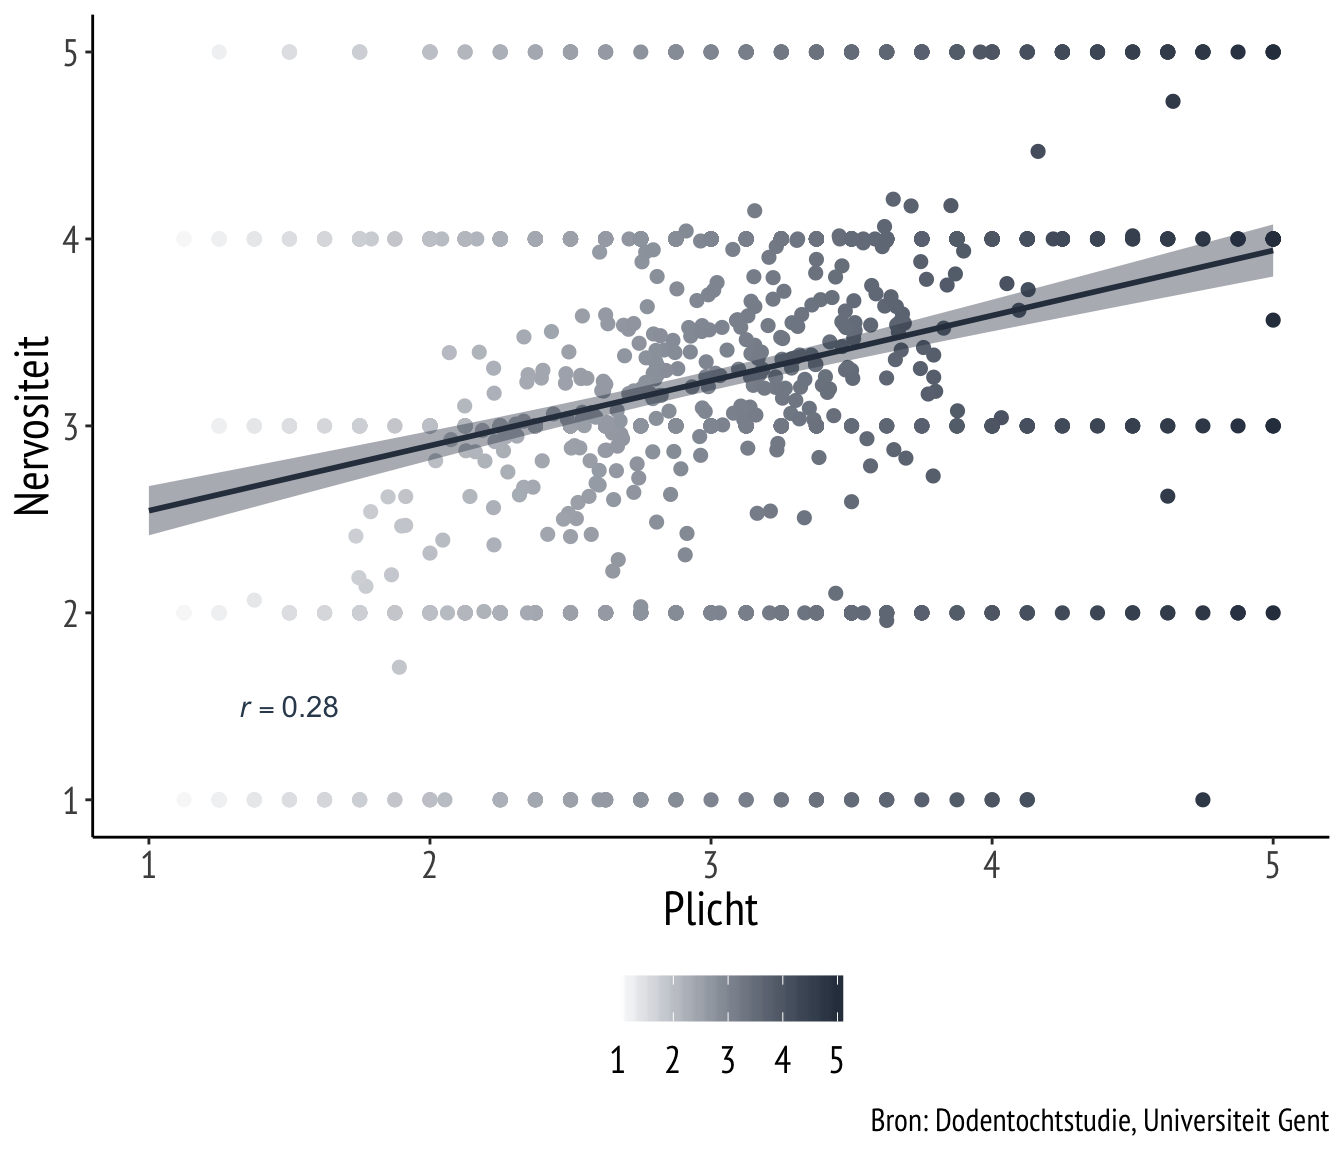 5
4
3
2
1
Nervositeit
r = 0.28
1 2 3 4 5
Plicht
1 2 3 4 5
Bron: Dodentochtstudie, Universiteit Gent